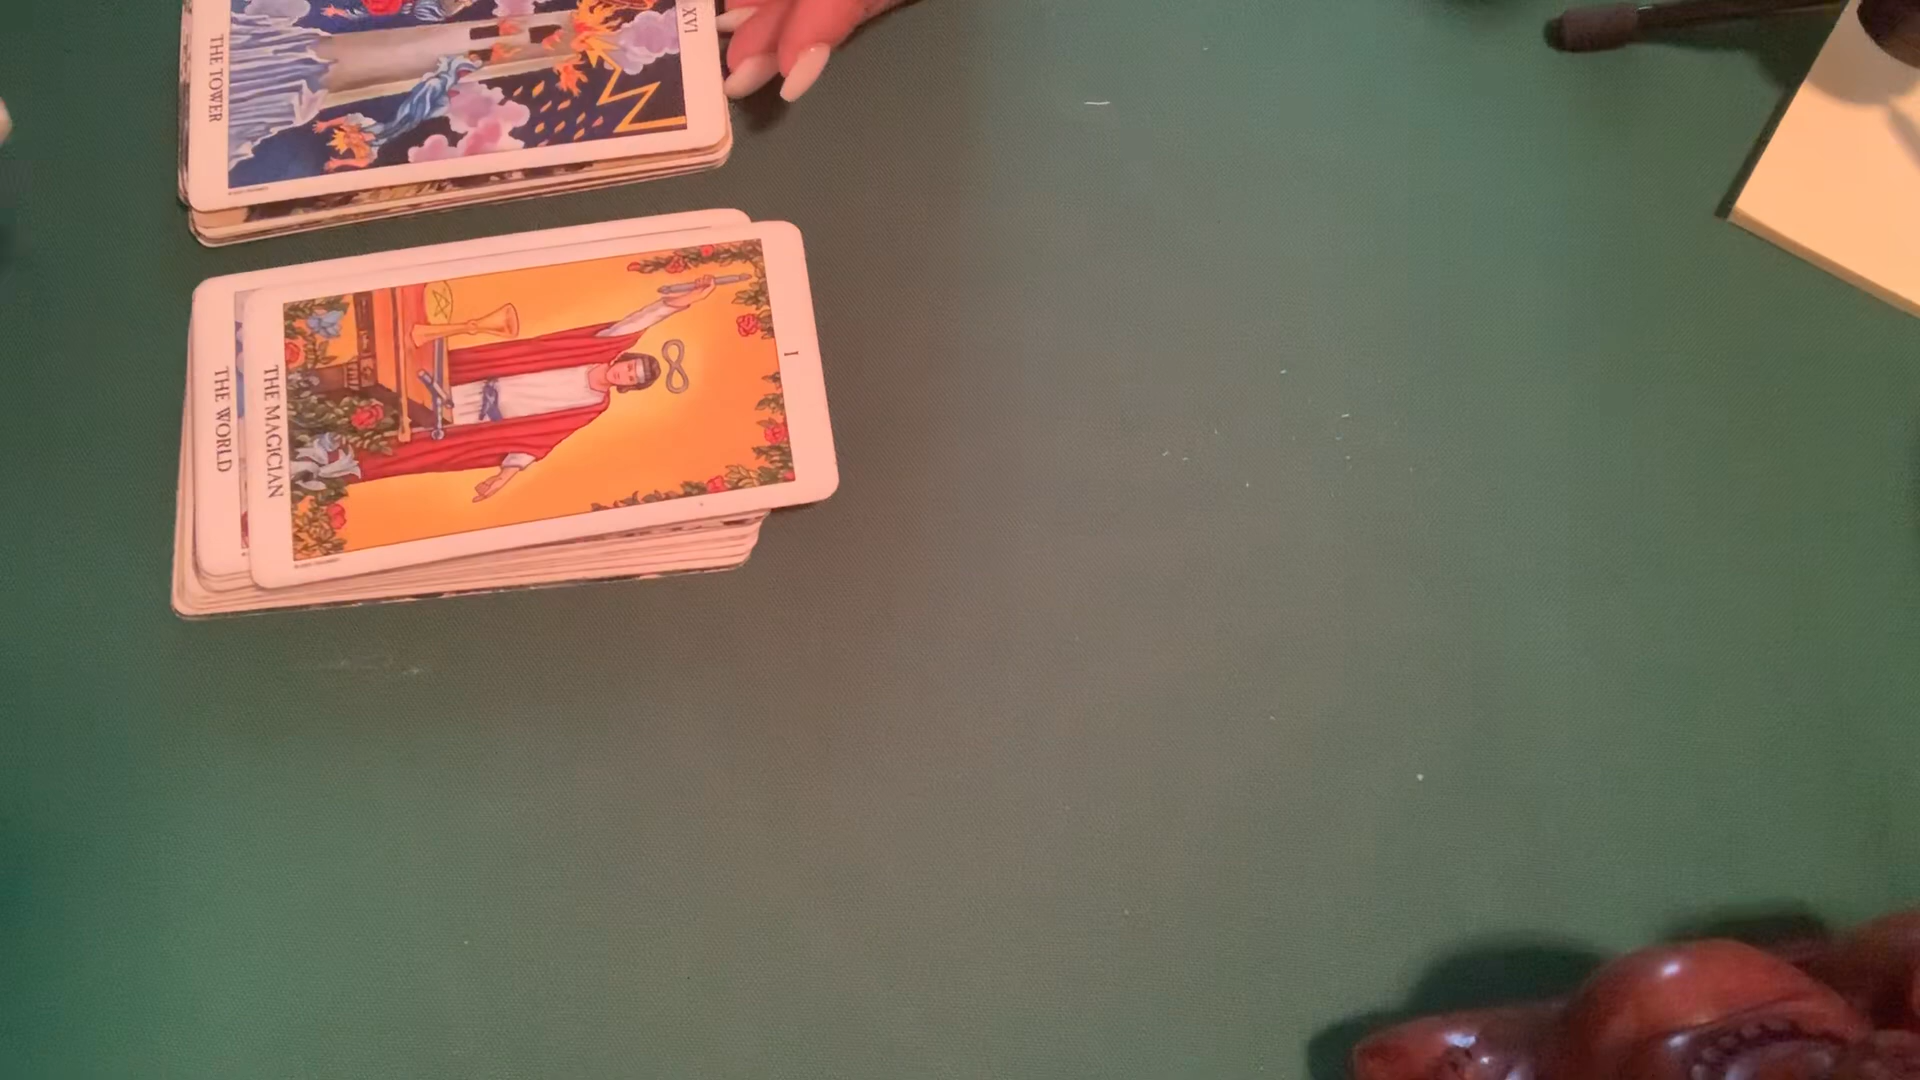 XVI
THE TOWER
I
THE MAGICIAN
THE WORLD